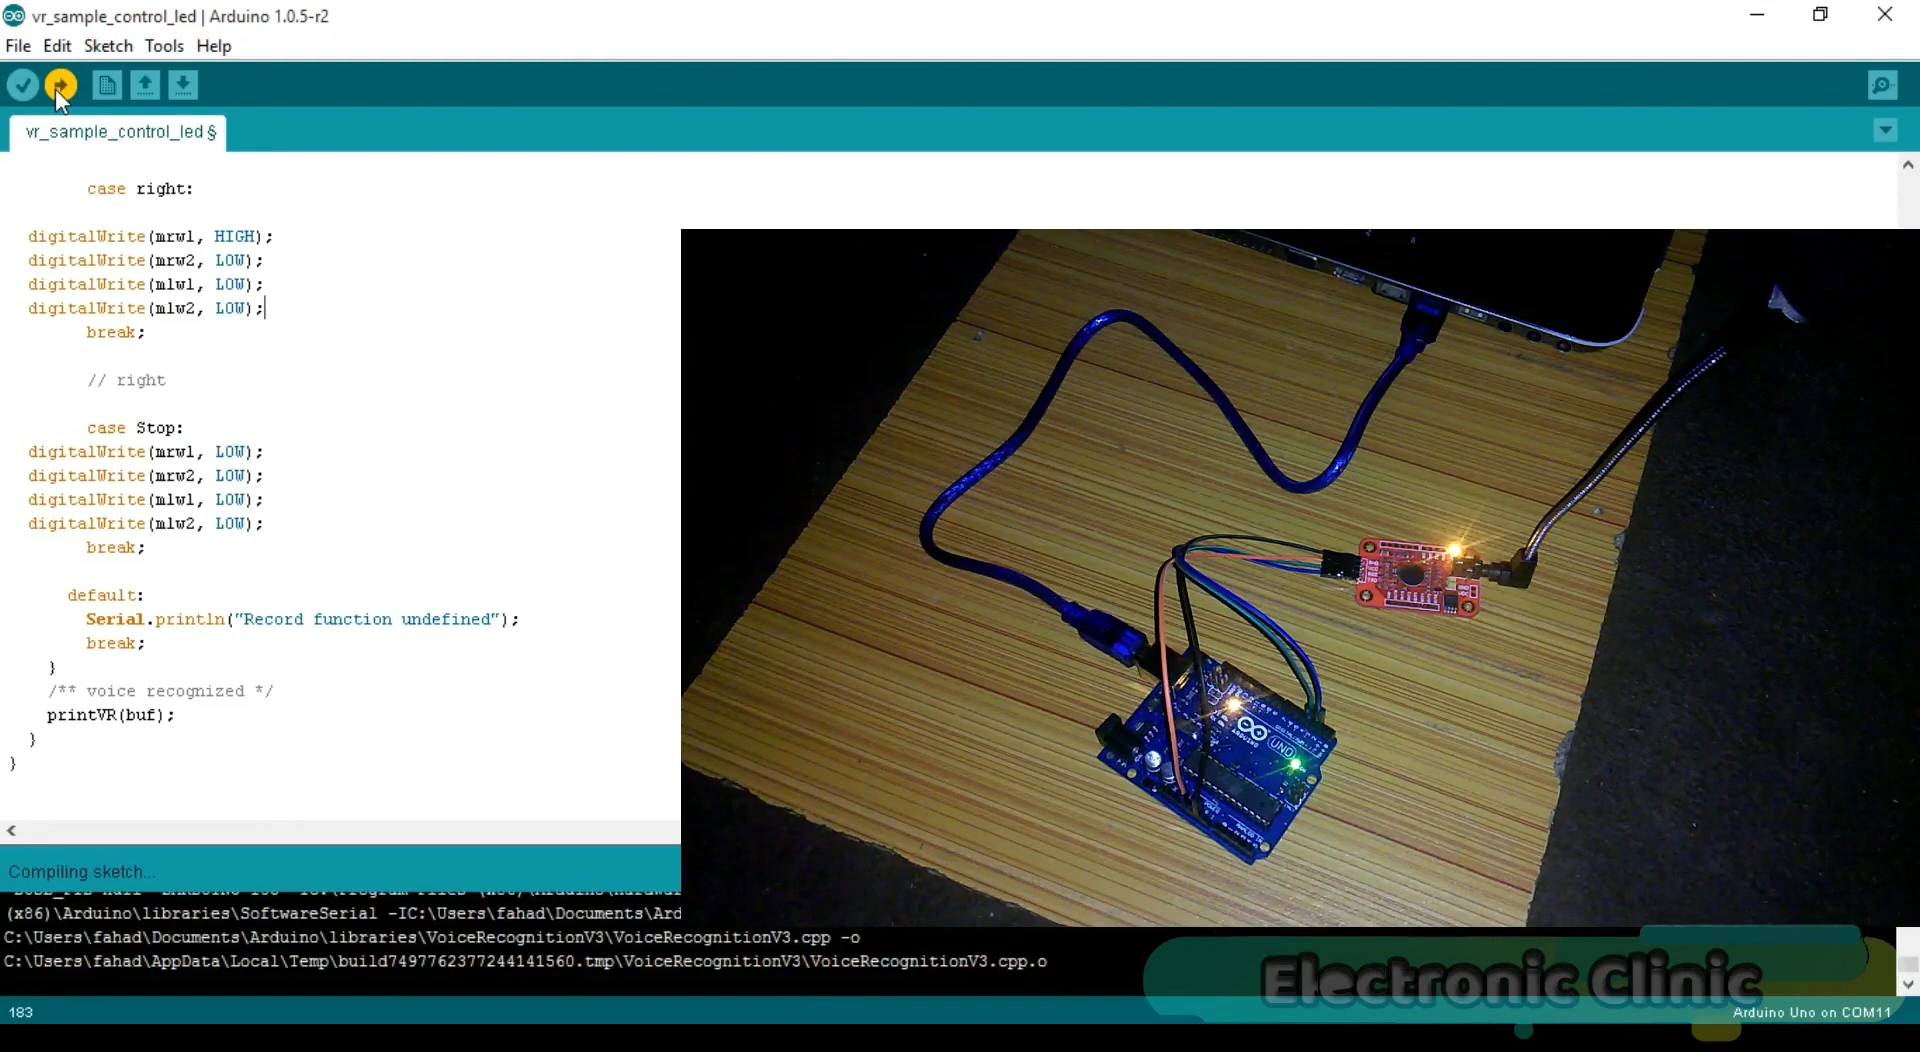 vr_sample_control_led | Arduino 1.0.5-r2
File Edit Sketch Tools Help
vr_sample_control_led §
case right:
digitalWrite(mrw1, HIGH);
digitalWrite(mrw2, LOW);
digitalWrite(mlw1, LOW);
digitalWrite(mlw2, LOW);
break;
// right
case Stop:
digitalWrite(mrw1, LOW);
digitalWrite(mrw2, LOW);
digitalWrite(mlw1, LOW);
digitalWrite(mlw2, LOW);
break;
default:
Serial.println("Record function undefined");
break;
}
/** voice recognized */
printVR(buf);
}
}
ARDUINO
UNO
Compiling sketch...
(x86)\Arduino\libraries\SoftwareSerial -IC:\Users\fahad\Documents\Ard
C:\Users\fahad\Documents\Arduino\libraries\VoiceRecognitionV3\VoiceRecognitionV3.cpp -o
C:\Users\fahad\AppData\Local\Temp\build7497762377244141560.tmp\VoiceRecognitionV3\VoiceRecognitionV3.cpp.o
Electronic Clinic
183
Arduino Uno on COM11